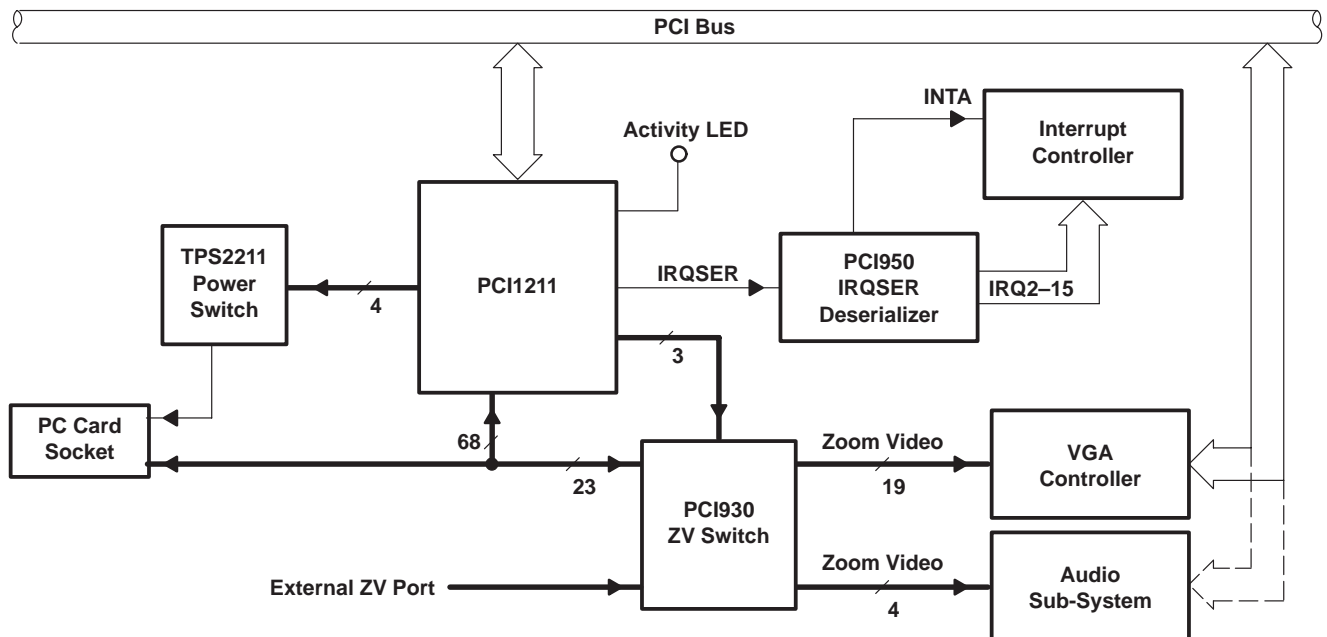 PCI Bus
INTA
Interrupt
Controller
Activity LED
TPS2211
Power
Switch
4
PCI1211
IRQSER
PCI950
IRQSER
Deserializer
IRQ2–15
3
PC Card
Socket
68
23
PCI930
ZV Switch
Zoom Video
19
VGA
Controller
External ZV Port
Zoom Video
4
Audio
Sub-System